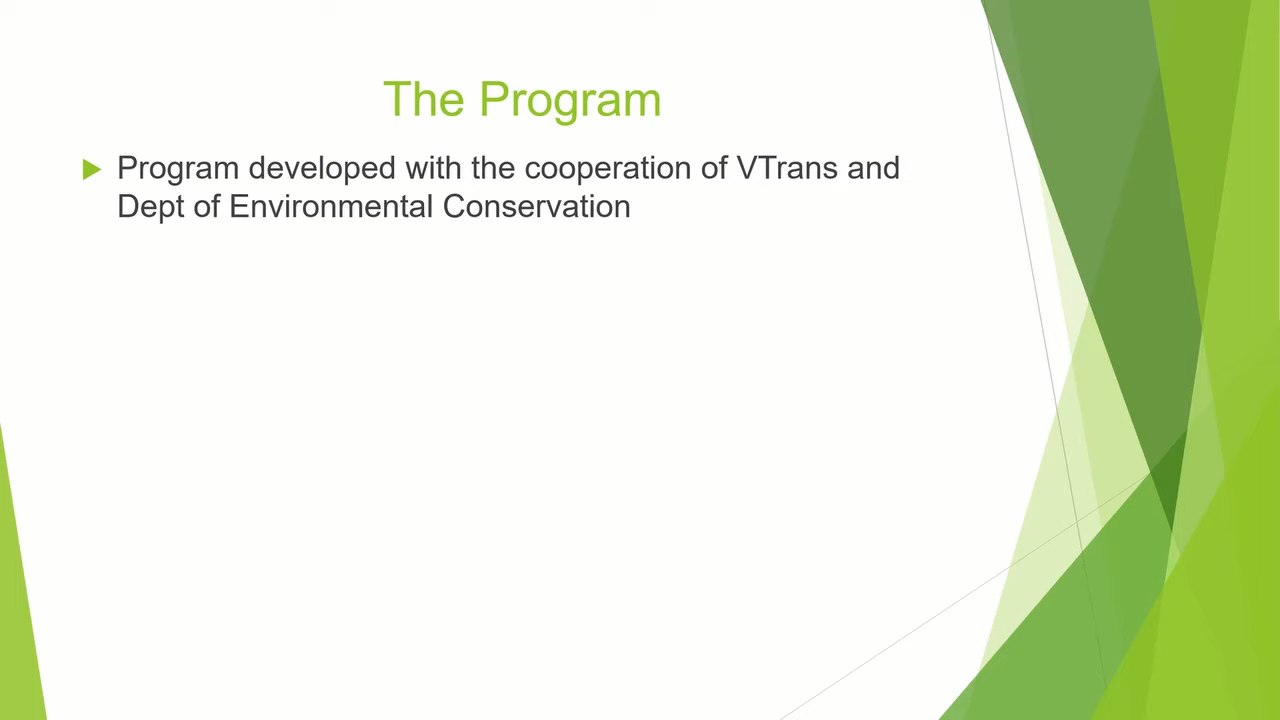 The Program
Program developed with the cooperation of VTrans and
Dept of Environmental Conservation